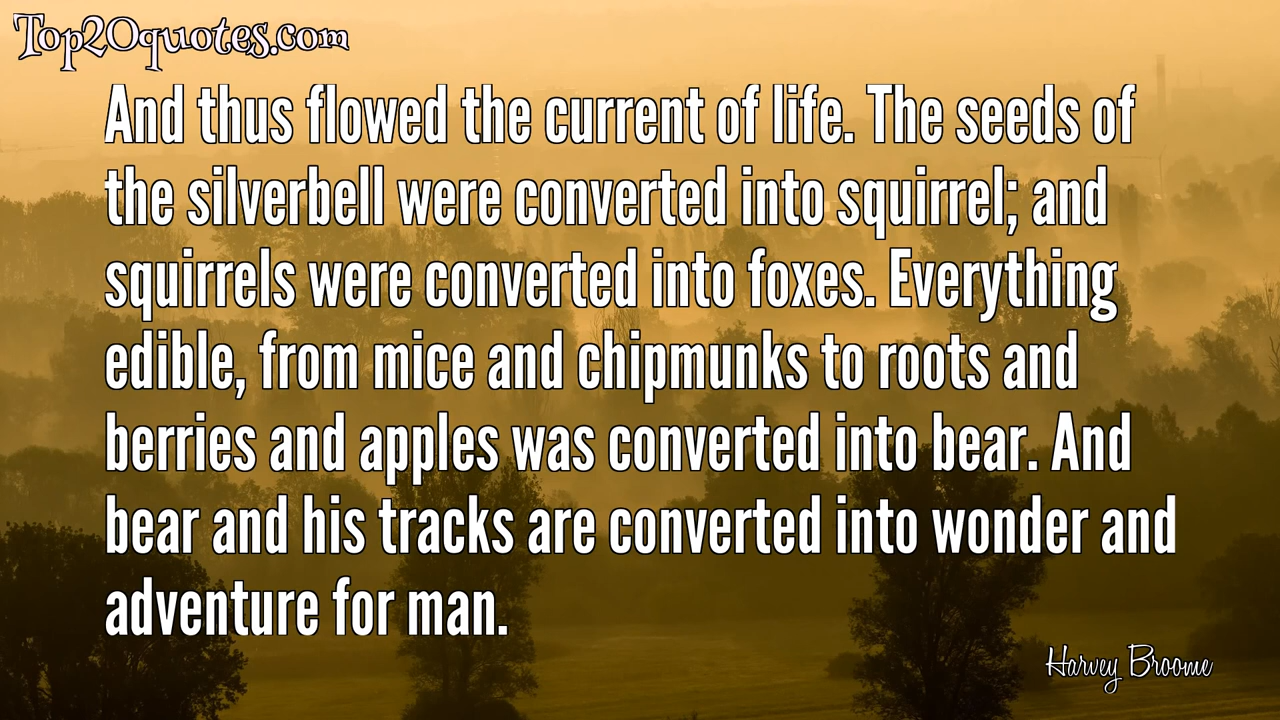 Top20quotes.com
And thus flowed the current of life. The seeds of
the silverbell were converted into squirrel; and
squirrels were converted into foxes. Everything
edible, from mice and chipmunks to roots and
berries and apples was converted into bear. And
bear and his tracks are converted into wonder and
adventure for man.
Harvey Broome